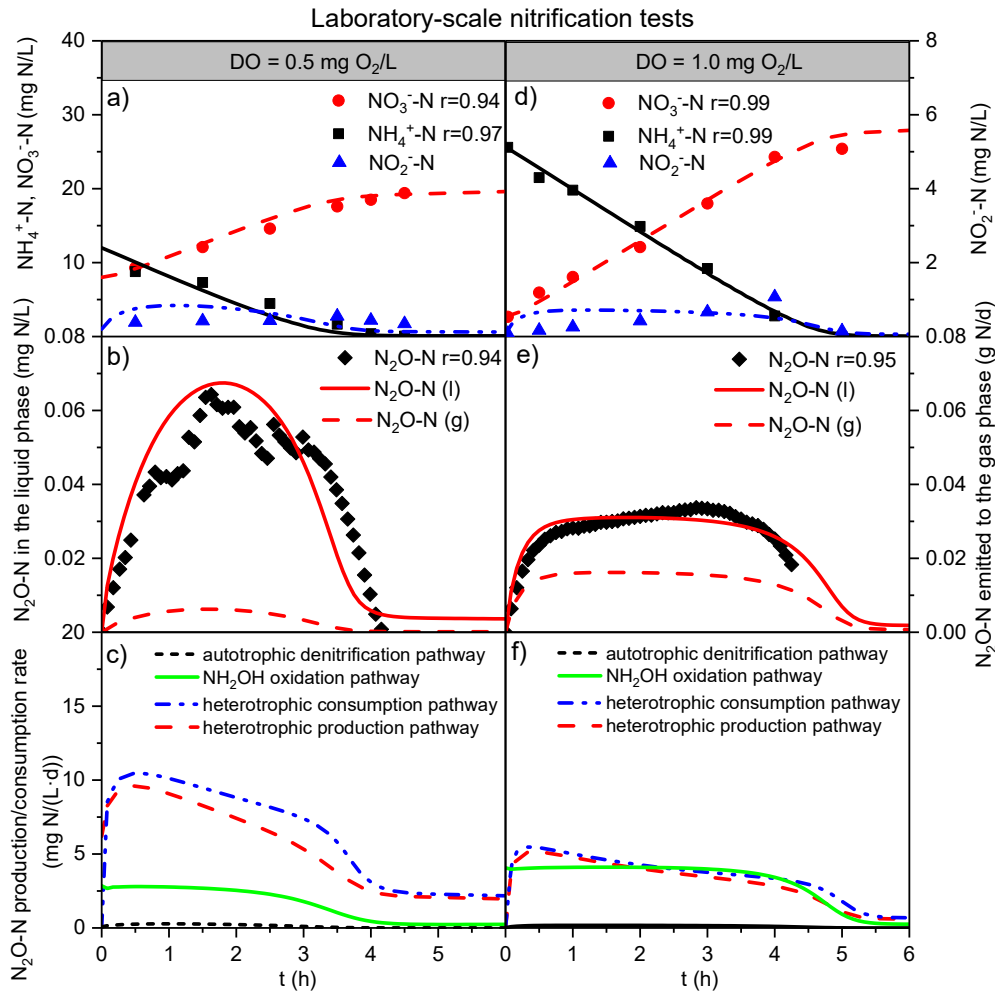 Laboratory-scale nitrification tests
DO = 0.5 mg O₂/L
DO = 1.0 mg O₂/L
NH₄⁺-N, NO₃⁻-N (mg N/L)
40
30
20
10
0.08
a)
NO₃⁻-N r=0.94
NH₄⁺-N r=0.97
NO₂⁻-N
d)
NO₃⁻-N r=0.99
NH₄⁺-N r=0.99
NO₂⁻-N
8
6
4
2
0.08
NO₂⁻-N (mg N/L)
N₂O-N in the liquid phase (mg N/L)
0.06
0.04
0.02
20
b)
N₂O-N r=0.94
N₂O-N (l)
N₂O-N (g)
e)
N₂O-N r=0.95
N₂O-N (l)
N₂O-N (g)
0.06
0.04
0.02
0.00
N₂O-N emitted to the gas phase (g N/d)
N₂O-N production/consumption rate
(mg N/(L·d))
15
10
5
0
c)
autotrophic denitrification pathway
NH₂OH oxidation pathway
heterotrophic consumption pathway
heterotrophic production pathway
f)
autotrophic denitrification pathway
NH₂OH oxidation pathway
heterotrophic consumption pathway
heterotrophic production pathway
0 1 2 3 4 5
0 1 2 3 4 5 6
t (h)
t (h)